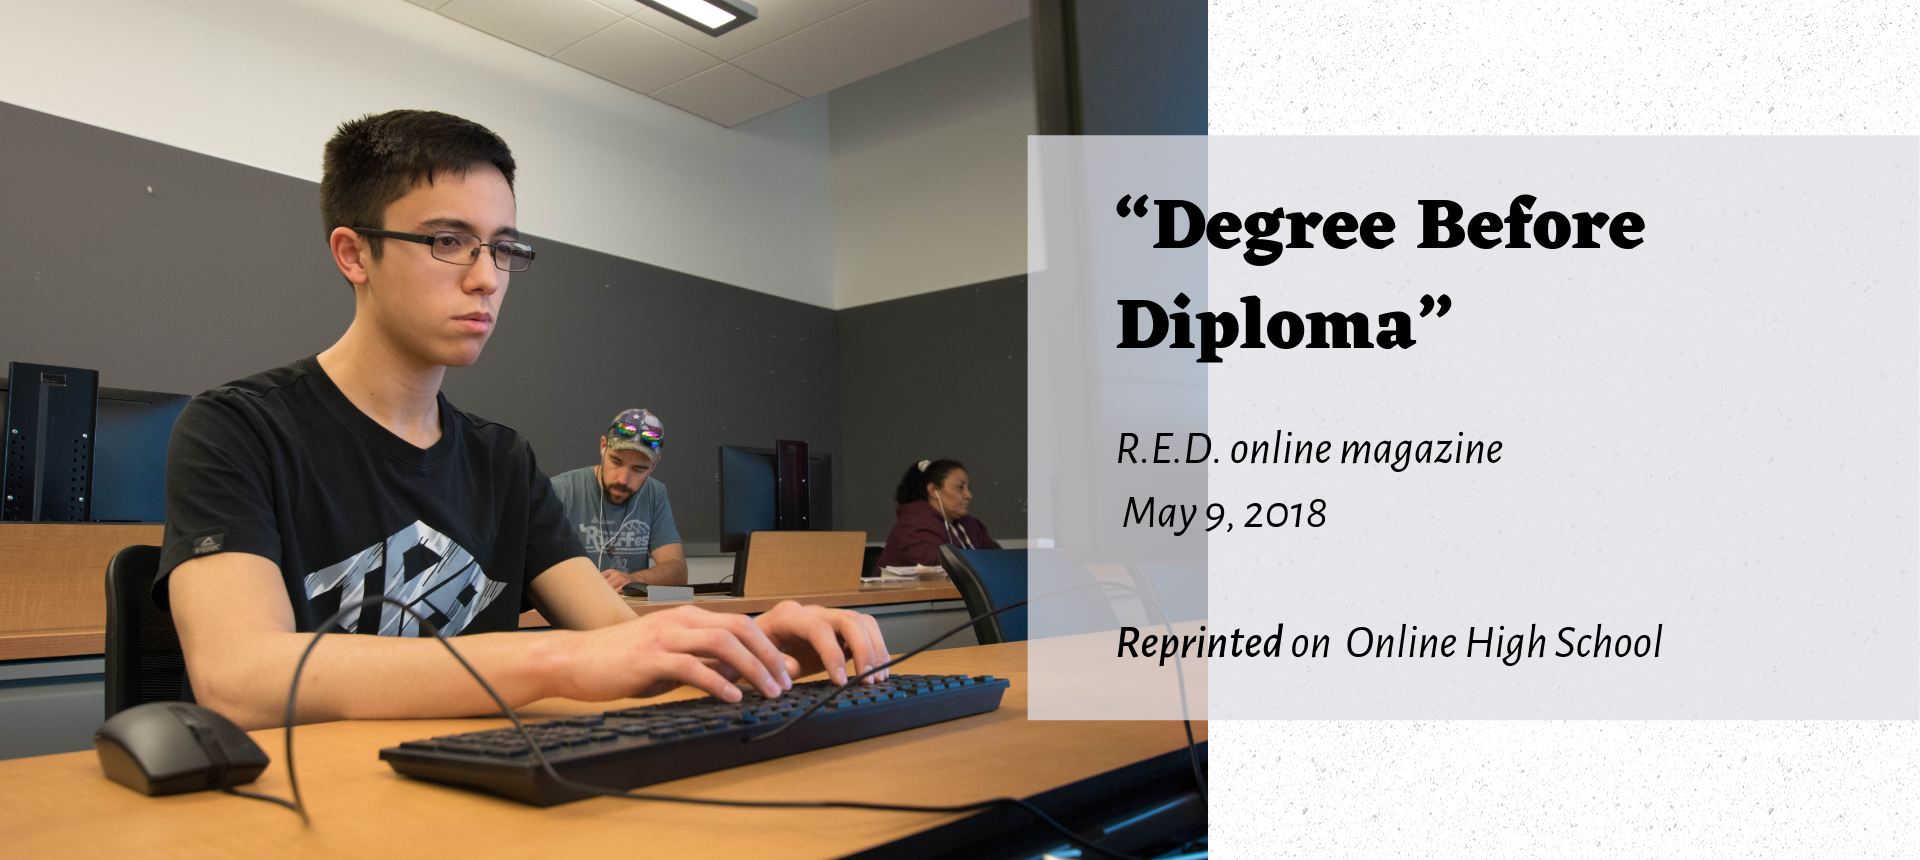 “Degree Before
Diploma”
R.E.D. online magazine
May 9, 2018
Reprinted on Online High School